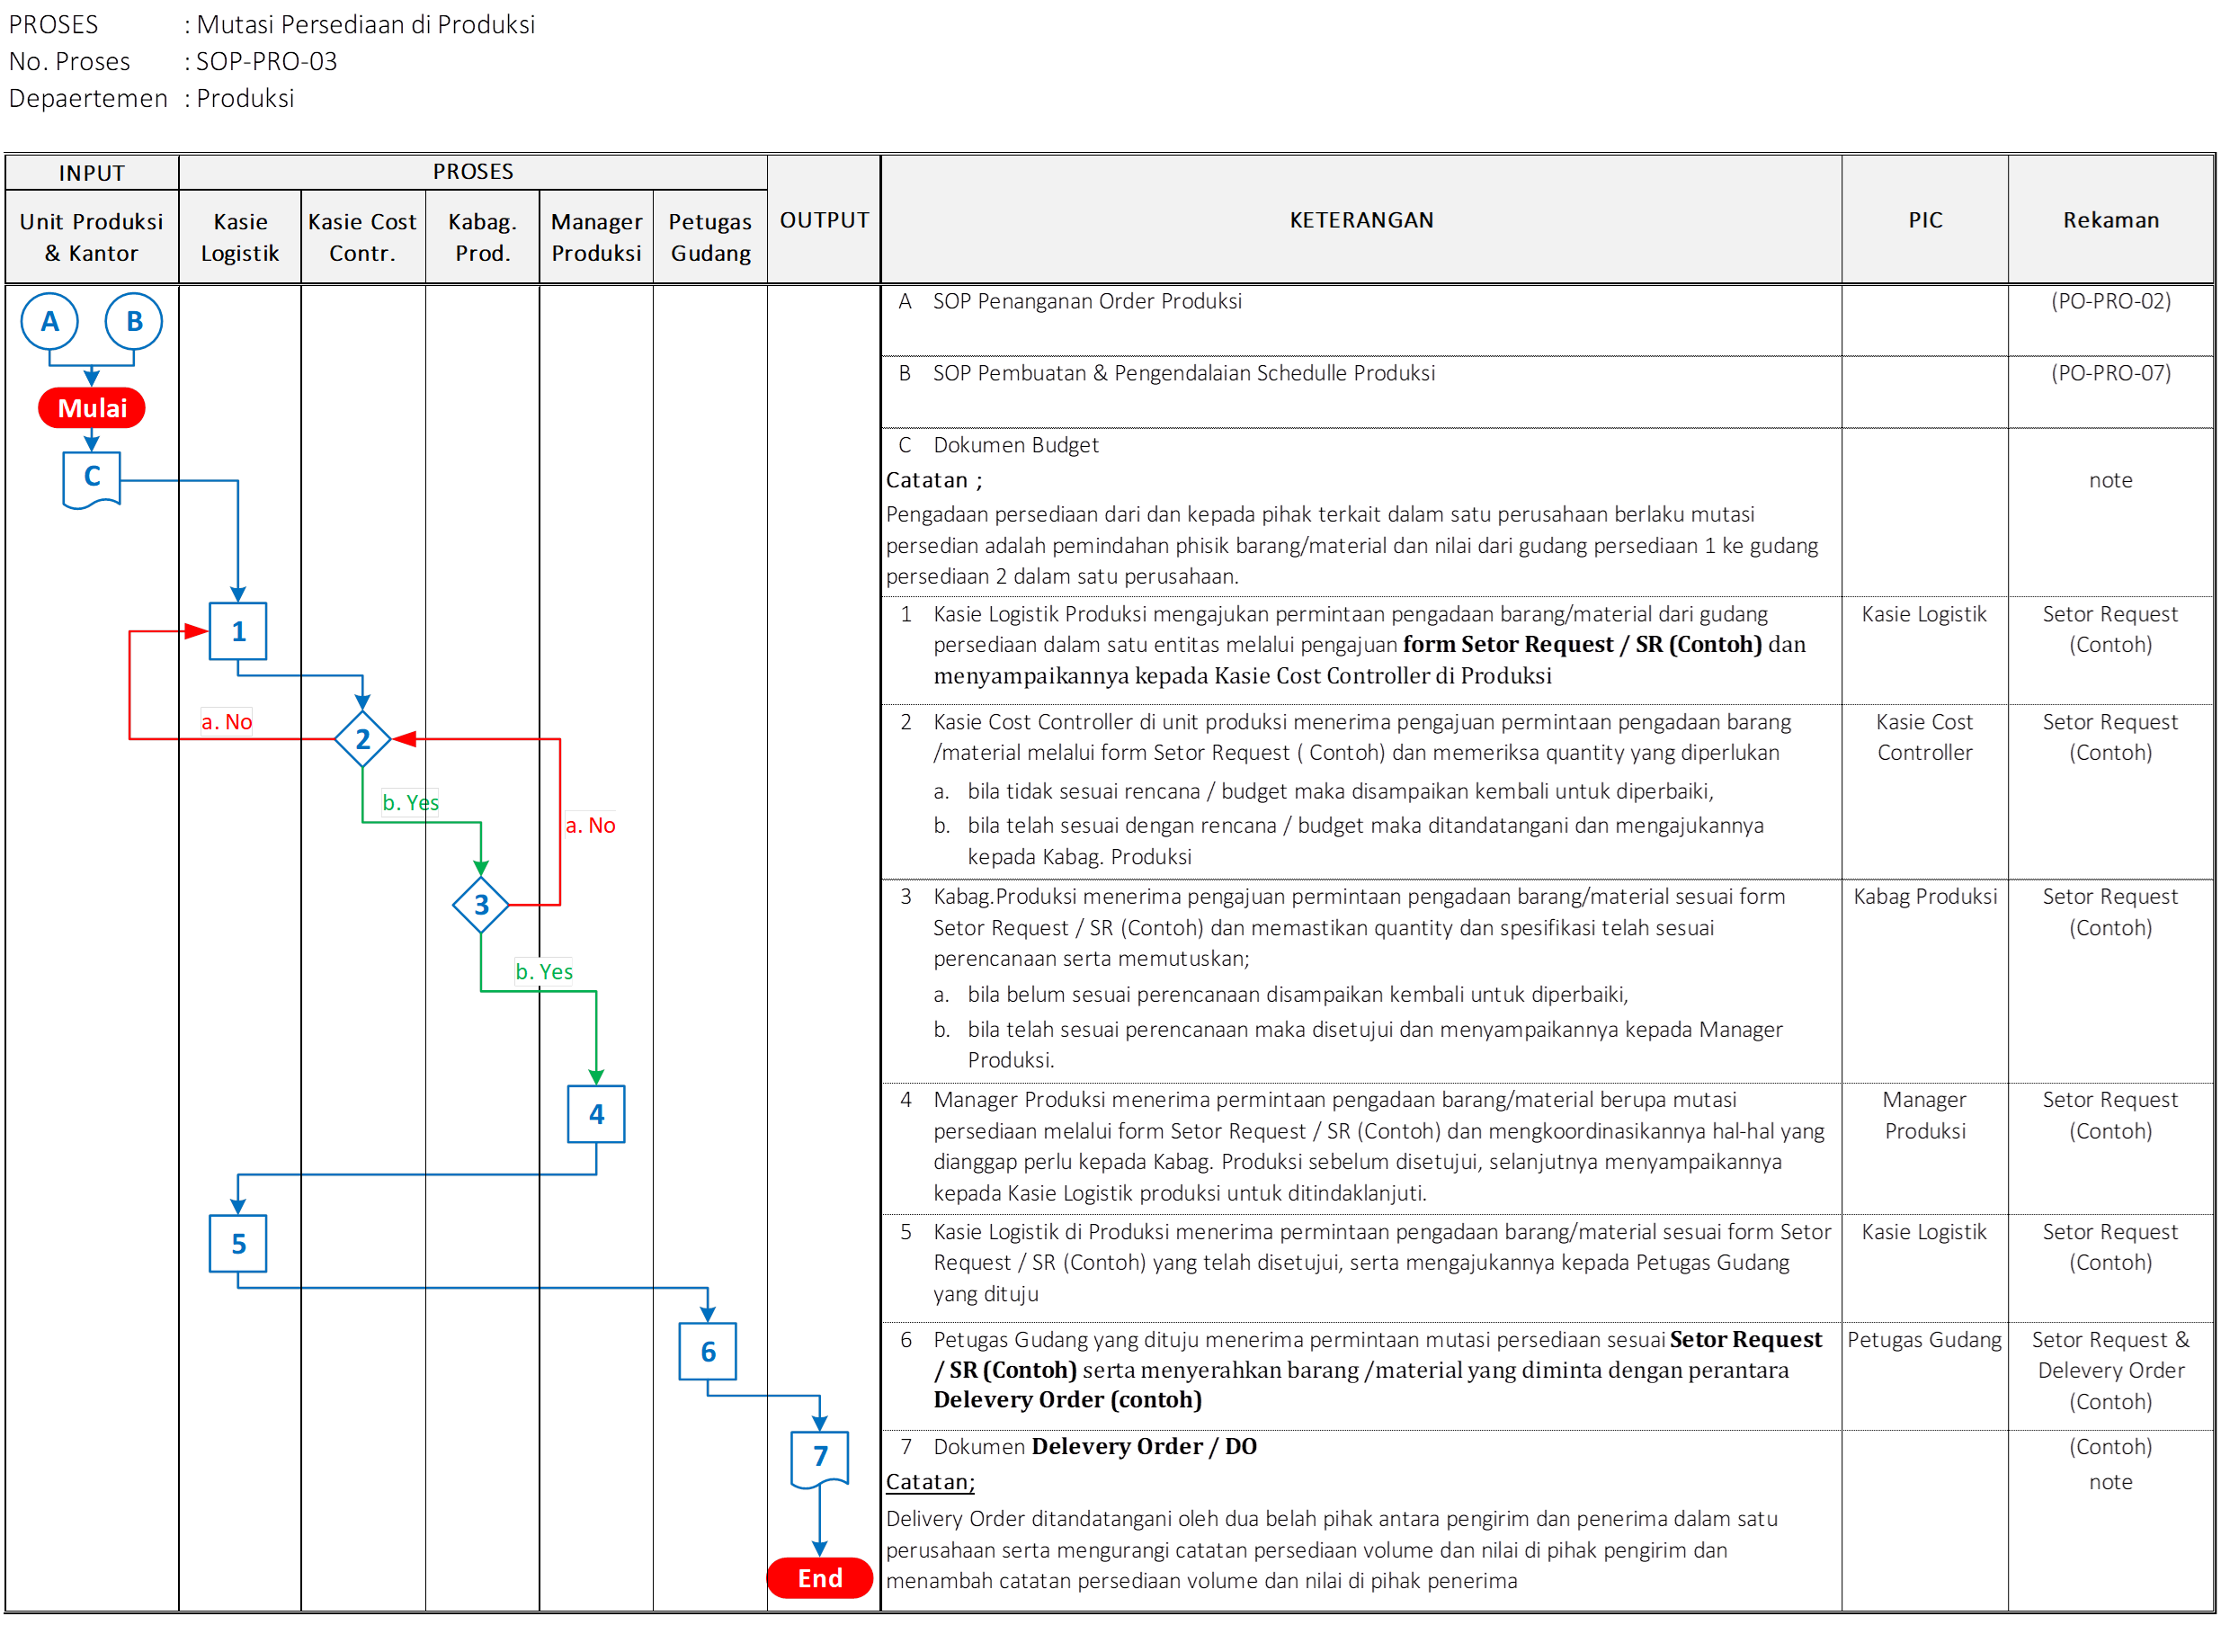 PROSES : Mutasi Persediaan di Produksi
No. Proses : SOP-PRO-03
Depaertemen : Produksi
INPUT
PROSES
OUTPUT
KETERANGAN
PIC
Rekaman
Unit Produksi
& Kantor
Kasie
Logistik
Kasie Cost
Contr.
Kabag.
Prod.
Manager
Produksi
Petugas
Gudang
A
B
Mulai
C
1
a. No
2
b. Yes
a. No
3
b. Yes
4
5
6
7
End
A SOP Penanganan Order Produksi
(PO-PRO-02)
B SOP Pembuatan & Pengendalaian Schedulle Produksi
(PO-PRO-07)
C Dokumen Budget
Catatan ;
note
Pengadaan persediaan dari dan kepada pihak terkait dalam satu perusahaan berlaku mutasi
persedian adalah pemindahan phisik barang/material dan nilai dari gudang persediaan 1 ke gudang
persediaan 2 dalam satu perusahaan.
1 Kasie Logistik Produksi mengajukan permintaan pengadaan barang/material dari gudang
persediaan dalam satu entitas melalui pengajuan form Setor Request / SR (Contoh) dan
menyampaikannya kepada Kasie Cost Controller di Produksi
Kasie Logistik
Setor Request
(Contoh)
2 Kasie Cost Controller di unit produksi menerima pengajuan permintaan pengadaan barang
/material melalui form Setor Request ( Contoh) dan memeriksa quantity yang diperlukan
a. bila tidak sesuai rencana / budget maka disampaikan kembali untuk diperbaiki,
b. bila telah sesuai dengan rencana / budget maka ditandatangani dan mengajukannya
kepada Kabag. Produksi
Kasie Cost
Controller
Setor Request
(Contoh)
3 Kabag.Produksi menerima pengajuan permintaan pengadaan barang/material sesuai form
Setor Request / SR (Contoh) dan memastikan quantity dan spesifikasi telah sesuai
perencanaan serta memutuskan;
a. bila belum sesuai perencanaan disampaikan kembali untuk diperbaiki,
b. bila telah sesuai perencanaan maka disetujui dan menyampaikannya kepada Manager
Produksi.
Kabag Produksi
Setor Request
(Contoh)
4 Manager Produksi menerima permintaan pengadaan barang/material berupa mutasi
persediaan melalui form Setor Request / SR (Contoh) dan mengkoordinasikannya hal-hal yang
dianggap perlu kepada Kabag. Produksi sebelum disetujui, selanjutnya menyampaikannya
kepada Kasie Logistik produksi untuk ditindaklanjuti.
Manager
Produksi
Setor Request
(Contoh)
5 Kasie Logistik di Produksi menerima permintaan pengadaan barang/material sesuai form Setor
Request / SR (Contoh) yang telah disetujui, serta mengajukannya kepada Petugas Gudang
yang dituju
Kasie Logistik
Setor Request
(Contoh)
6 Petugas Gudang yang dituju menerima permintaan mutasi persediaan sesuai Setor Request
/ SR (Contoh) serta menyerahkan barang /material yang diminta dengan perantara
Delevery Order (contoh)
Petugas Gudang
Setor Request &
Delevery Order
(Contoh)
7 Dokumen Delevery Order / DO
(Contoh)
Catatan;
note
Delivery Order ditandatangani oleh dua belah pihak antara pengirim dan penerima dalam satu
perusahaan serta mengurangi catatan persediaan volume dan nilai di pihak pengirim dan
menambah catatan persediaan volume dan nilai di pihak penerima